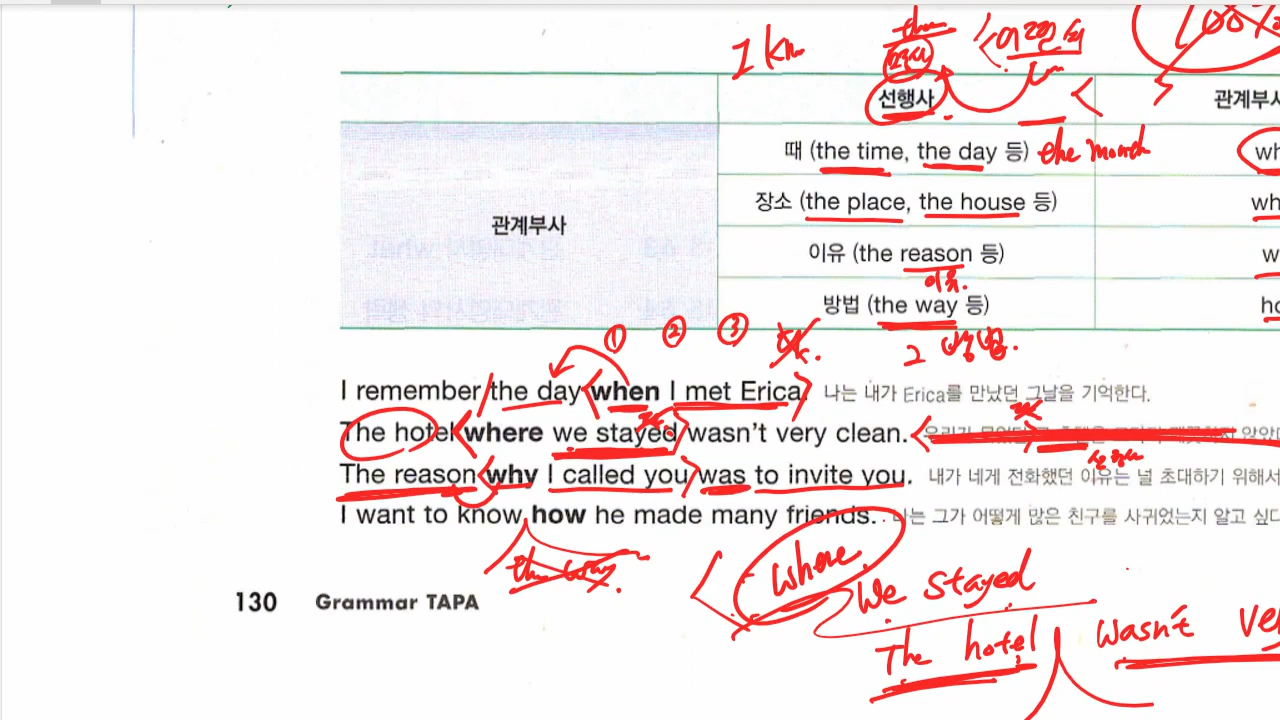 1 km
선행사
관계부사
때 (the time, the day 등) the month
장소 (the place, the house 등)
관계부사
이유 (the reason 등)
이유.
방법 (the way 등)
① ② ③
I remember the day when I met Erica. 나는 내가 Erica를 만났던 그날을 기억한다.
The hotel where we stayed wasn't very clean.
The reason why I called you was to invite you. 내가 네게 전화했던 이유는 널 초대하기 위해서
I want to know how he made many friends. 나는 그가 어떻게 많은 친구를 사귀었는지 알고 싶다
the way.
where
We stayed
The hotel wasn't
130 Grammar TAPA